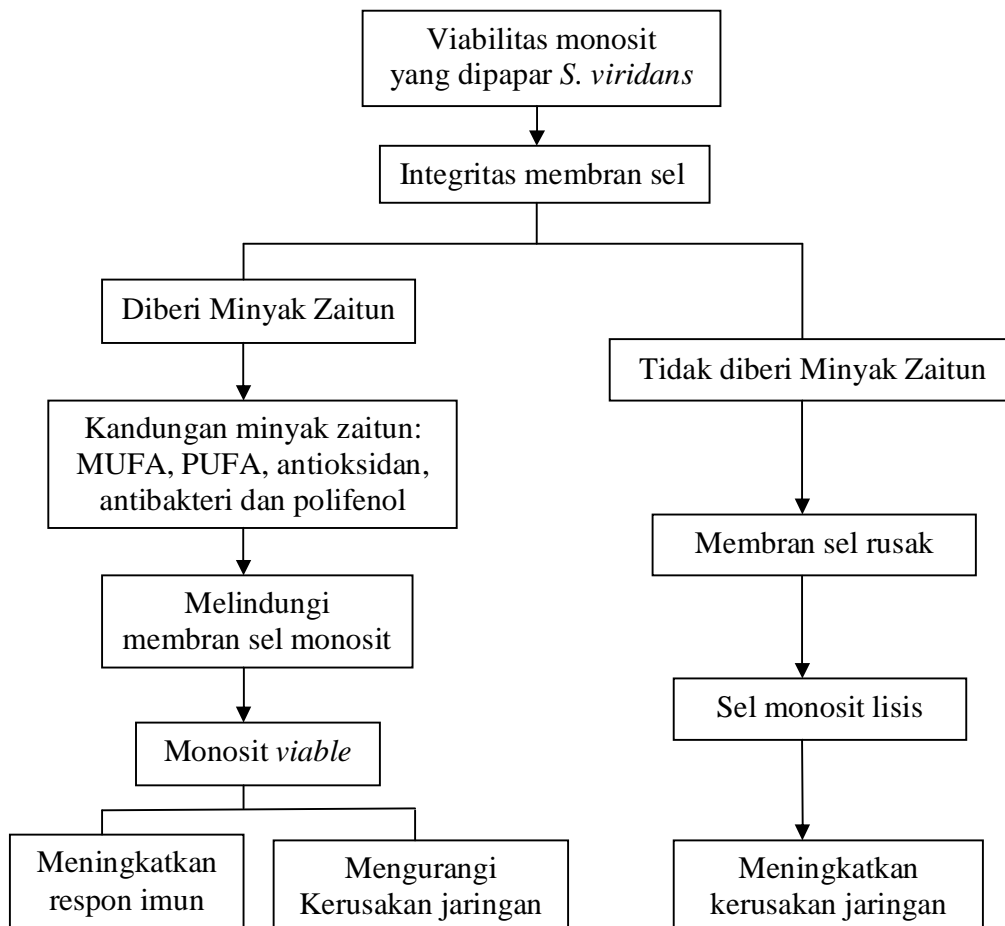 Viabilitas monosit
yang dipapar S. viridans
Integritas membran sel
Diberi Minyak Zaitun
Tidak diberi Minyak Zaitun
Kandungan minyak zaitun:
MUFA, PUFA, antioksidan,
antibakteri dan polifenol
Membran sel rusak
Melindungi
membran sel monosit
Sel monosit lisis
Monosit viable
Meningkatkan
respon imun
Mengurangi
Kerusakan jaringan
Meningkatkan
kerusakan jaringan